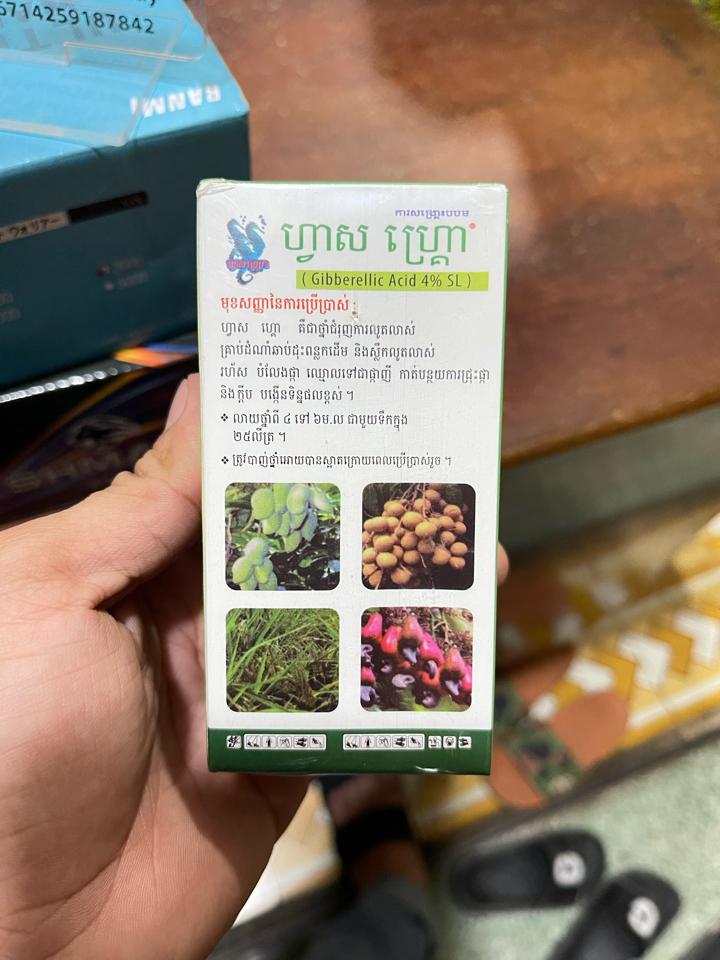 6714259187842
RANMI
ការសង្គ្រោះបឋម
ហ្វាស ហ្គ្រោ
( Gibberellic Acid 4% SL )
មុខសញ្ញានៃការប្រើប្រាស់ :
ហ្វាស ហ្គោ គឺជាថ្នាំជំរុញការលូតលាស់
គ្រាប់ដំណាំឆាប់ដុះពន្លកដើម និងស្លឹកលូតលាស់
រហ័ស បំលែងផ្កា ឈ្មោលទៅជាផ្កាញី កាត់បន្ថយការជ្រុះផ្កា
និងក្តឹប បង្កើនទិន្នផលខ្ពស់ ។
❖ លាយថ្នាំពី ៤ ទៅ ៦ម.ល ជាមួយទឹកក្នុង
២៥លីត្រ ។
❖ ត្រូវបាញ់ថ្នាំអោយបានស្អាតក្រោយពេលប្រើប្រាស់រួច ។